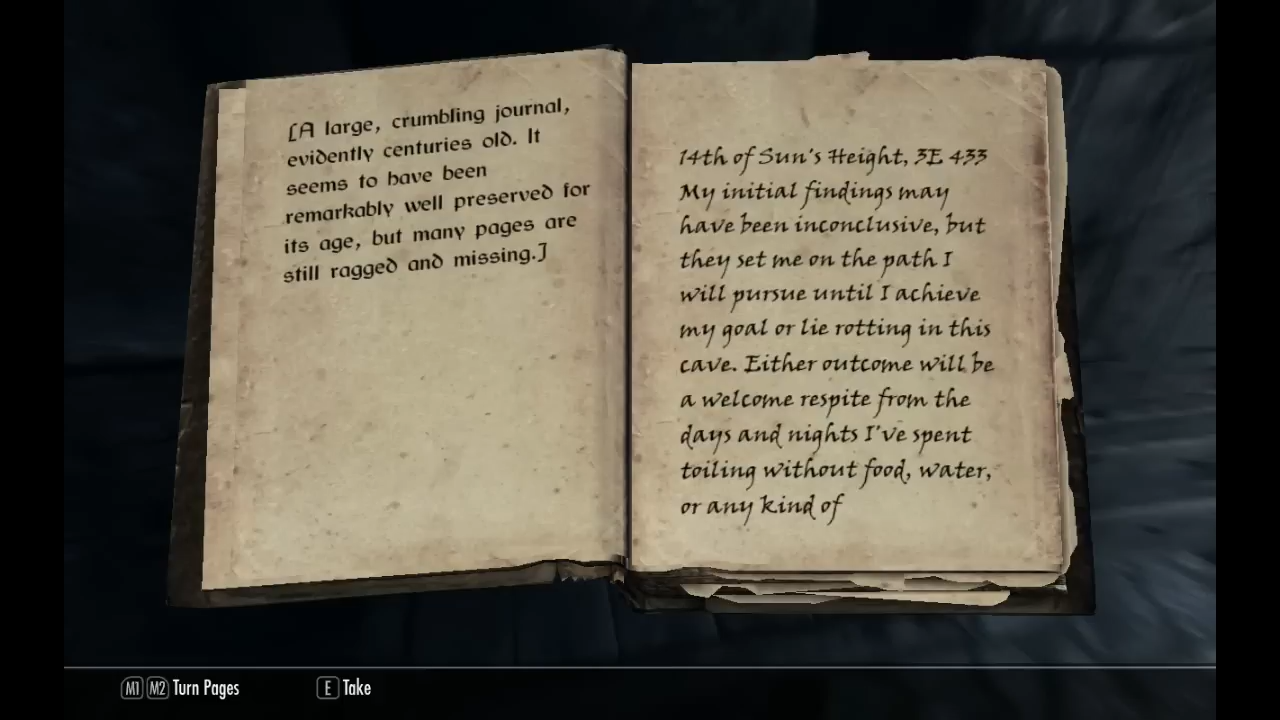 [A large, crumbling journal,
evidently centuries old. It
seems to have been
remarkably well preserved for
its age, but many pages are
still ragged and missing.]
14th of Sun's Height, 3E 433
My initial findings may
have been inconclusive, but
they set me on the path I
will pursue until I achieve
my goal or lie rotting in this
cave. Either outcome will be
a welcome respite from the
days and nights I've spent
toiling without food, water,
or any kind of
M1 M2 Turn Pages
E Take